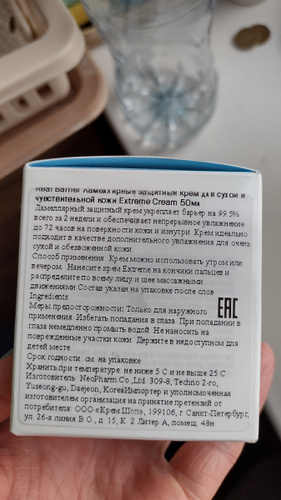 Real Barrier Ламеллярный защитный крем для сухой и
чувствительной кожи Extreme Cream 50мл
Ламеллярный защитный крем укрепляет барьер на 99.5%
всего за 2 недели и обеспечивает непрерывное увлажнение
до 72 часов на поверхности кожи и изнутри. Крем идеально
подходит в качестве дополнительного увлажнения для очень
сухой и обезвоженной кожи.
Способ применения: Крем можно использовать утром или
вечером. Нанесите крем Extreme на кончики пальцев и
распределите по всему лицу и шее массажными
движениями.Состав указан на упаковке после слов
Ingredients
EAC
Меры предосторожности: Только для наружного
применения. Избегать попадания в глаза. При попадании в
глаза немедленно промыть водой. Не наносить на
поврежденные участки кожи. Держите в недоступном для
детей месте
Срок годности: см. на упаковке
Хранить при температуре: не ниже 5 С и не выше 25 С
Изготовитель: NeoPharm Co.,Ltd. 309-8, Techno 2-ro,
Yuseong-gu, Daejeon, Korea Импортер и уполномоченная
изготовителем организация на принятие претензий от
потребителя: ООО «Крем Шоп», 199106, г. Санкт-Петербург,
ул. 26-я линия В.О., д. 15, К. 2 Литер А, помещ. 48н